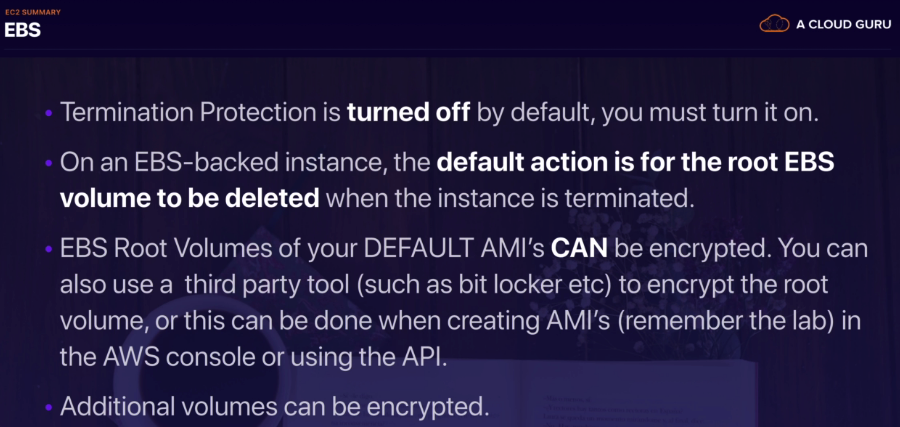 EC2 SUMMARY
EBS
A CLOUD GURU
• Termination Protection is turned off by default, you must turn it on.
• On an EBS-backed instance, the default action is for the root EBS
volume to be deleted when the instance is terminated.
• EBS Root Volumes of your DEFAULT AMI's CAN be encrypted. You can
also use a third party tool (such as bit locker etc) to encrypt the root
volume, or this can be done when creating AMI's (remember the lab) in
the AWS console or using the API.
• Additional volumes can be encrypted.